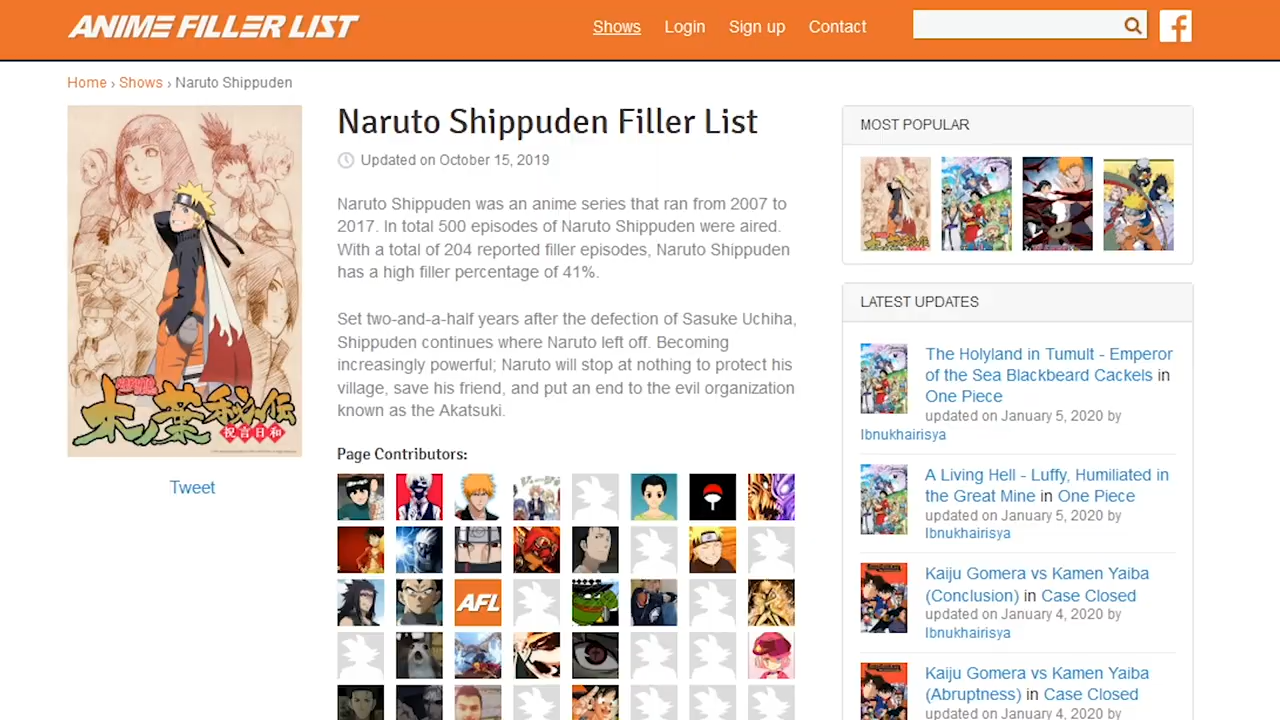 ANIME FILLER LIST
Shows
Login
Sign up
Contact
Home › Shows › Naruto Shippuden
木ノ葉秘伝
祝言日和
Tweet
Naruto Shippuden Filler List
Updated on October 15, 2019
Naruto Shippuden was an anime series that ran from 2007 to
2017. In total 500 episodes of Naruto Shippuden were aired.
With a total of 204 reported filler episodes, Naruto Shippuden
has a high filler percentage of 41%.
Set two-and-a-half years after the defection of Sasuke Uchiha,
Shippuden continues where Naruto left off. Becoming
increasingly powerful; Naruto will stop at nothing to protect his
village, save his friend, and put an end to the evil organization
known as the Akatsuki.
Page Contributors:
AFL
MOST POPULAR
LATEST UPDATES
The Holyland in Tumult - Emperor
of the Sea Blackbeard Cackels in
One Piece
updated on January 5, 2020 by
Ibnukhairisya
A Living Hell - Luffy, Humiliated in
the Great Mine in One Piece
updated on January 5, 2020 by
Ibnukhairisya
Kaiju Gomera vs Kamen Yaiba
(Conclusion) in Case Closed
updated on January 4, 2020 by
Ibnukhairisya
Kaiju Gomera vs Kamen Yaiba
(Abruptness) in Case Closed
updated on January 4, 2020 by